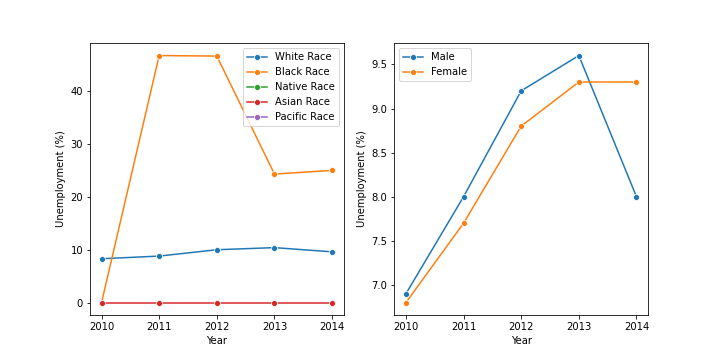 White Race
Black Race
Native Race
Asian Race
Pacific Race
40
30
20
10
0
Unemployment (%)
2010 2011 2012 2013 2014
Year
Male
Female
9.5
9.0
8.5
8.0
7.5
7.0
Unemployment (%)
2010 2011 2012 2013 2014
Year